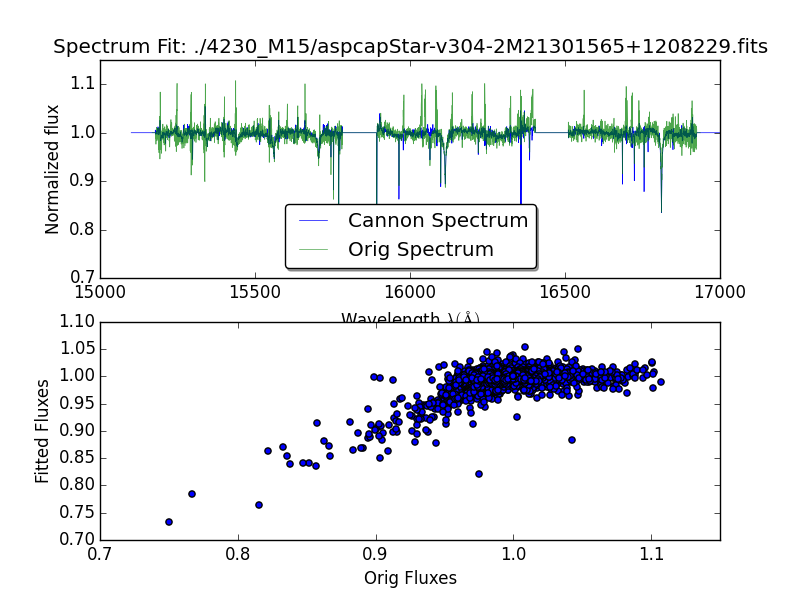 Spectrum Fit: ./4230_M15/aspcapStar-v304-2M21301565+1208229.fits
Normalized flux
1.1
1.0
0.9
0.8
0.7
Cannon Spectrum
Orig Spectrum
15000 15500 16000 16500 17000
Wavelength λ(Å)
Fitted Fluxes
1.10
1.05
1.00
0.95
0.90
0.85
0.80
0.75
0.70
0.7 0.8 0.9 1.0 1.1
Orig Fluxes